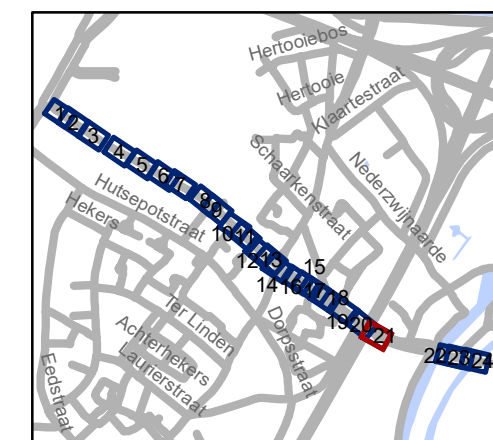 Hertooiebos
Hertooie
Klaartestraat
Schaarkenstraat
Nederzwijnaarde
Hutsepotstraat
Hekers
Ter Linden
Achterhekers
Laurierstraat
Dorpsstraat
Eedstraat
1
2
3
4
5
6
7
8
9
10
11
12
13
14
15
16
17
18
19
20
21
22
23
24